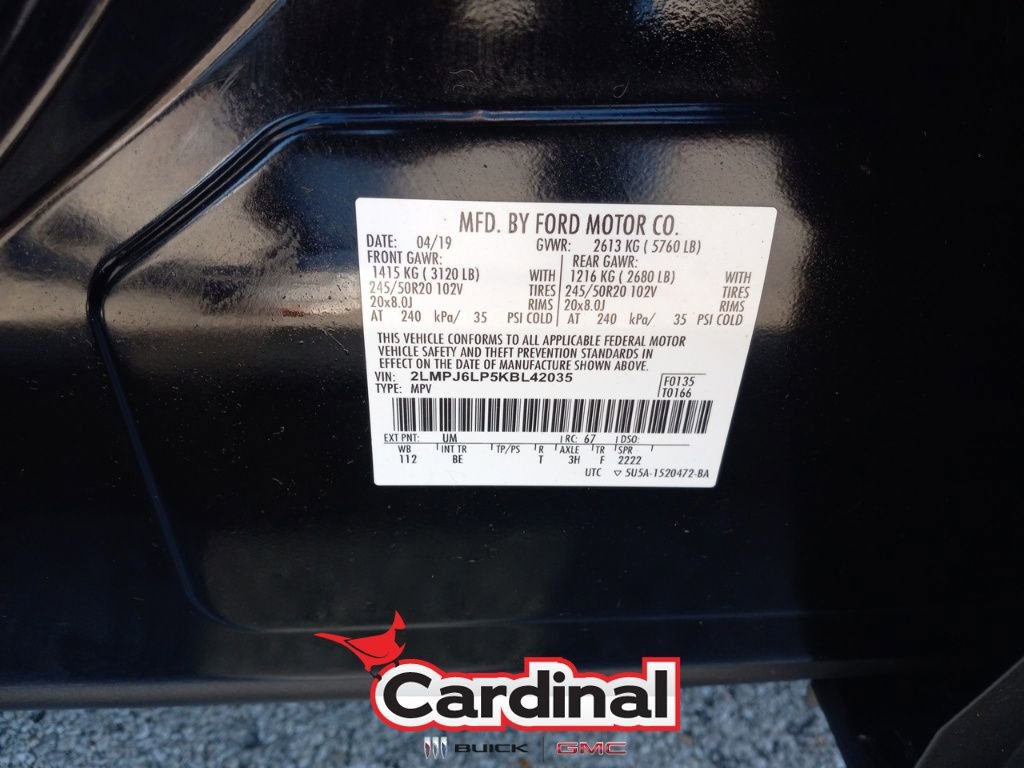 MFD. BY FORD MOTOR CO.
DATE: 04/19 GVWR: 2613 KG ( 5760 LB)
FRONT GAWR: REAR GAWR:
1415 KG ( 3120 LB) WITH 1216 KG ( 2680 LB) WITH
245/50R20 102V TIRES 245/50R20 102V TIRES
20x8.0J RIMS 20x8.0J RIMS
AT 240 kPa/ 35 PSI COLD AT 240 kPa/ 35 PSI COLD
THIS VEHICLE CONFORMS TO ALL APPLICABLE FEDERAL MOTOR
VEHICLE SAFETY AND THEFT PREVENTION STANDARDS IN
EFFECT ON THE DATE OF MANUFACTURE SHOWN ABOVE.
VIN: 2LMPJ6LP5KBL42035 F0135
TYPE: MPV T0166
EXT PNT: UM RC: 67 DSO:
WB INT TR TP/PS R AXLE TR SPR
112 BE T 3H F 2222
UTC ▽ 5U5A-1520472-BA
Cardinal
BUICK GMC